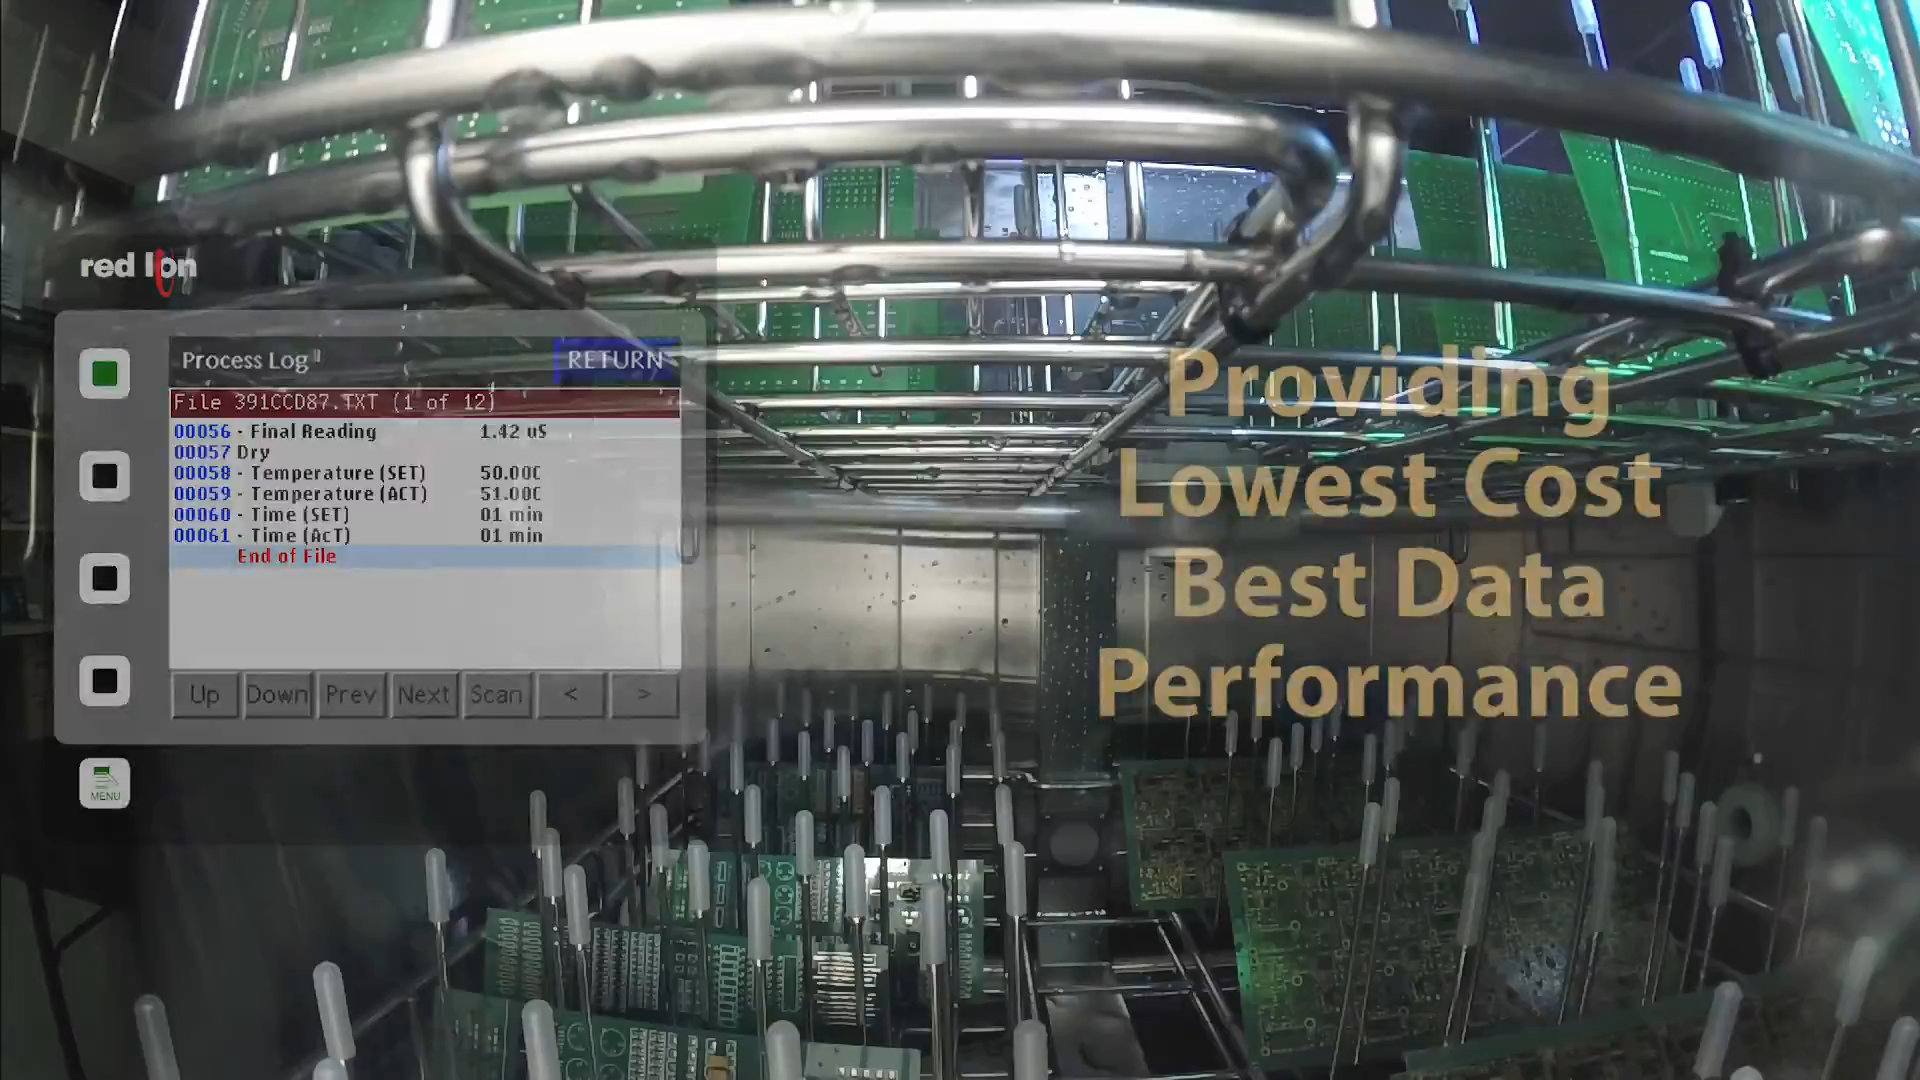 red lion
Process Log
RETURN
File 391CCD87.TXT (1 of 12)
00056 - Final Reading 1.42 uS
00057 Dry
00058 - Temperature (SET) 50.00C
00059 - Temperature (ACT) 51.00C
00060 - Time (SET) 01 min
00061 - Time (AcT) 01 min
End of File
Up Down Prev Next Scan < >
MENU
Providing
Lowest Cost
Best Data
Performance